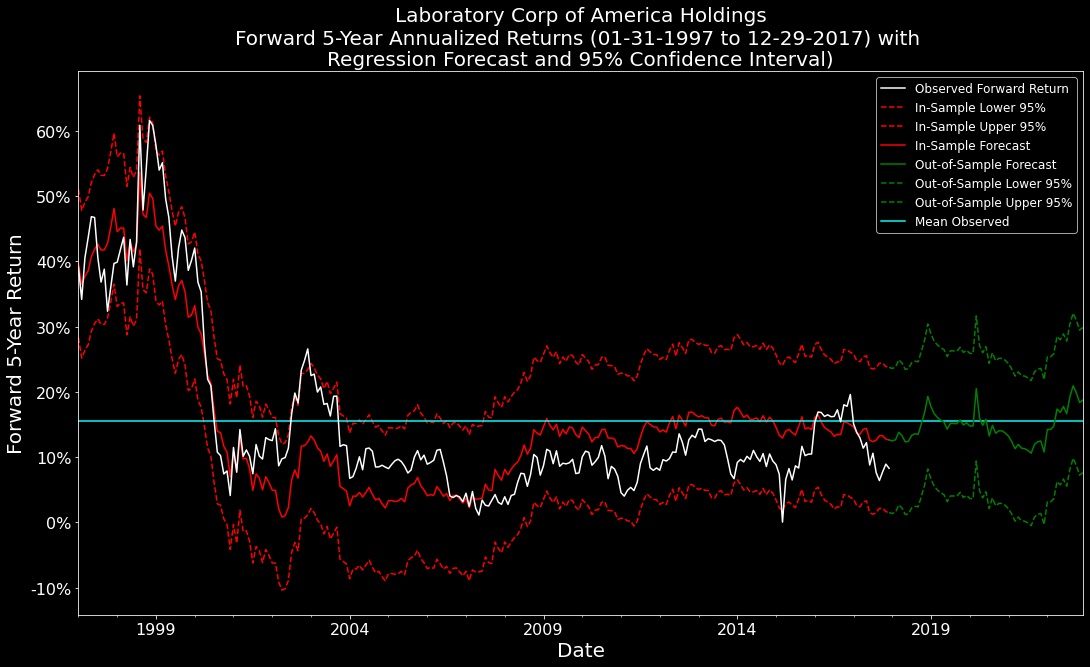 Laboratory Corp of America Holdings
Forward 5-Year Annualized Returns (01-31-1997 to 12-29-2017) with
Regression Forecast and 95% Confidence Interval)
Observed Forward Return
In-Sample Lower 95%
In-Sample Upper 95%
In-Sample Forecast
Out-of-Sample Forecast
Out-of-Sample Lower 95%
Out-of-Sample Upper 95%
Mean Observed
Forward 5-Year Return
60%
50%
40%
30%
20%
10%
0%
-10%
1999
2004
2009
2014
2019
Date